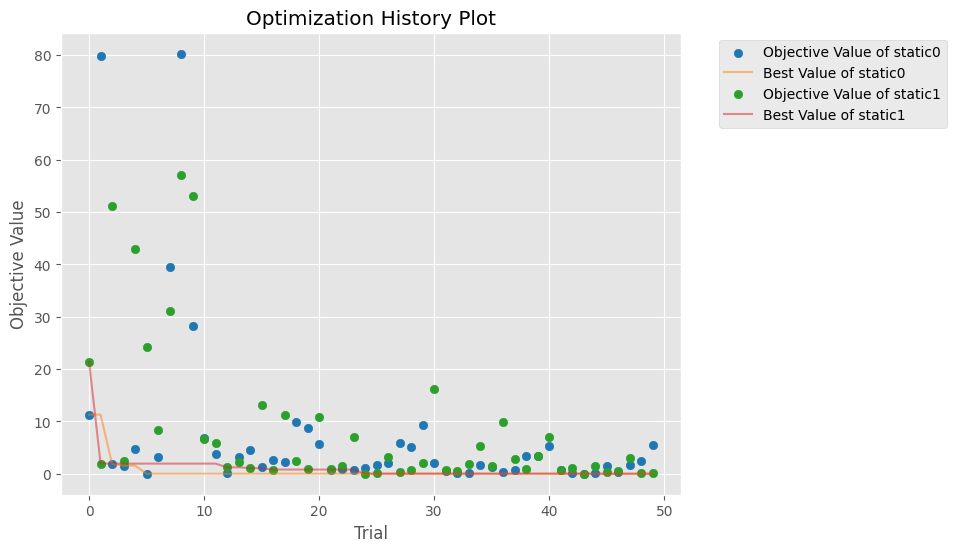 Optimization History Plot
Objective Value of static0
Best Value of static0
Objective Value of static1
Best Value of static1
Objective Value
80
70
60
50
40
30
20
10
0
0 10 20 30 40 50
Trial